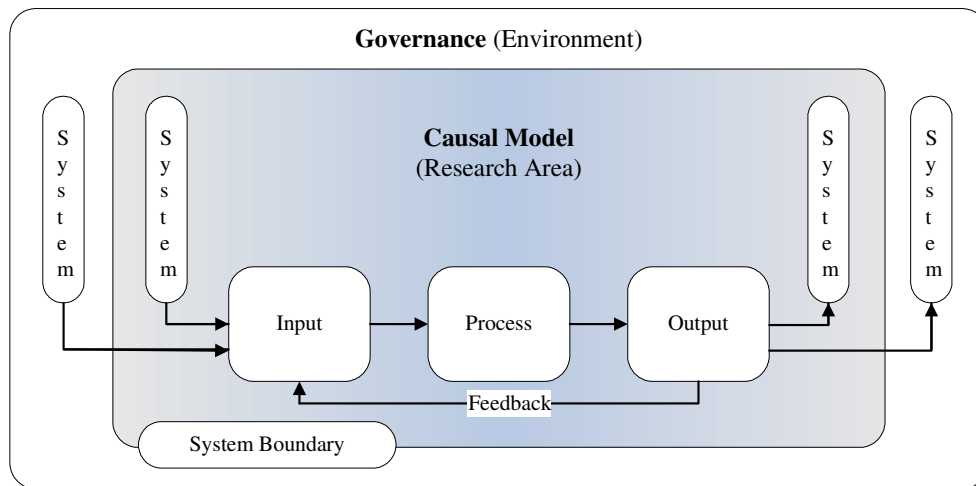 Governance (Environment)
Causal Model
(Research Area)
System
System
System
System
Input
Process
Output
Feedback
System Boundary